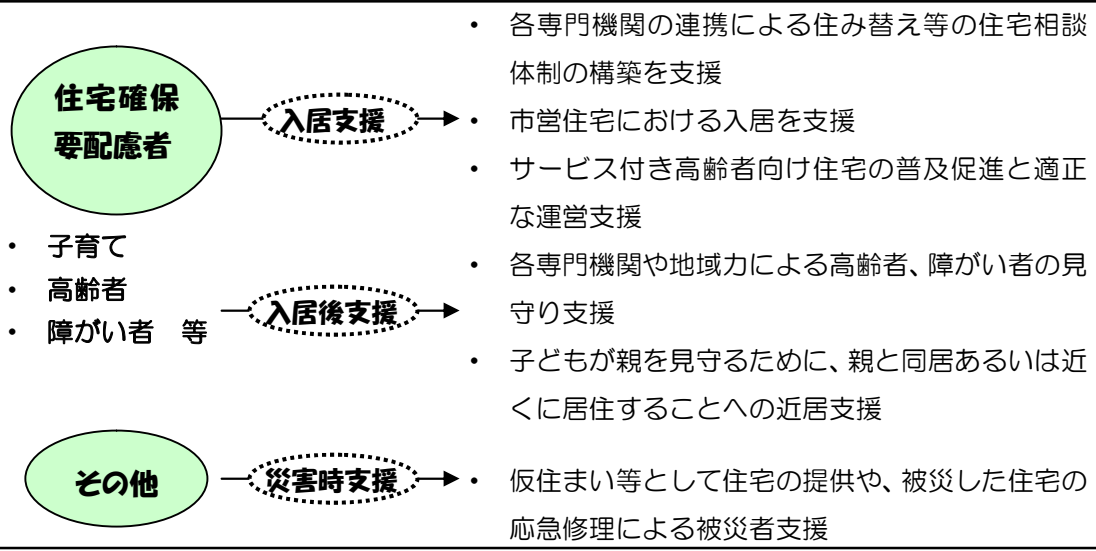 住宅確保
要配慮者
・ 子育て
・ 高齢者
・ 障がい者　等
入居支援
・ 各専門機関の連携による住み替え等の住宅相談
体制の構築を支援
・ 市営住宅における入居を支援
・ サービス付き高齢者向け住宅の普及促進と適正
な運営支援
入居後支援
・ 各専門機関や地域力による高齢者、障がい者の見
守り支援
・ 子どもが親を見守るために、親と同居あるいは近
くに居住することへの近居支援
その他
災害時支援
・ 仮住まい等として住宅の提供や、被災した住宅の
応急修理による被災者支援